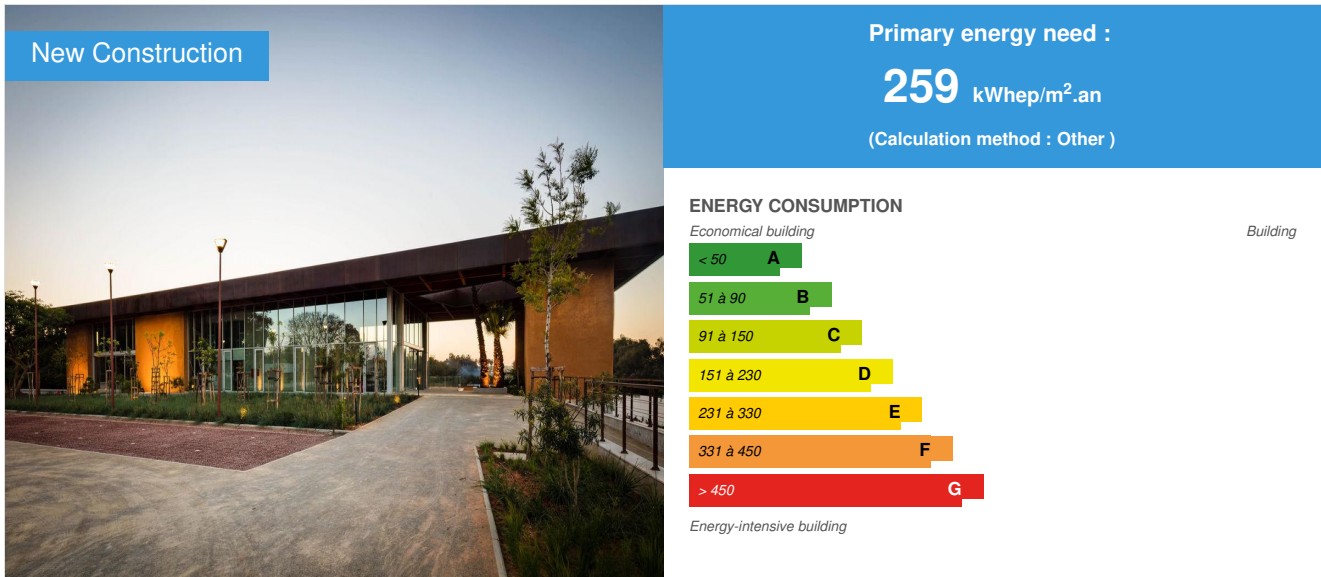 New Construction
Primary energy need :
259 kWhep/m².an
(Calculation method : Other )
ENERGY CONSUMPTION
Economical building
Building
< 50 A
51 à 90 B
91 à 150 C
151 à 230 D
231 à 330 E
331 à 450 F
> 450 G
Energy-intensive building